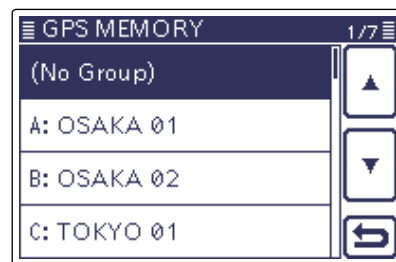 GPS MEMORY 1/7
(No Group)
A: OSAKA 01
B: OSAKA 02
C: TOKYO 01